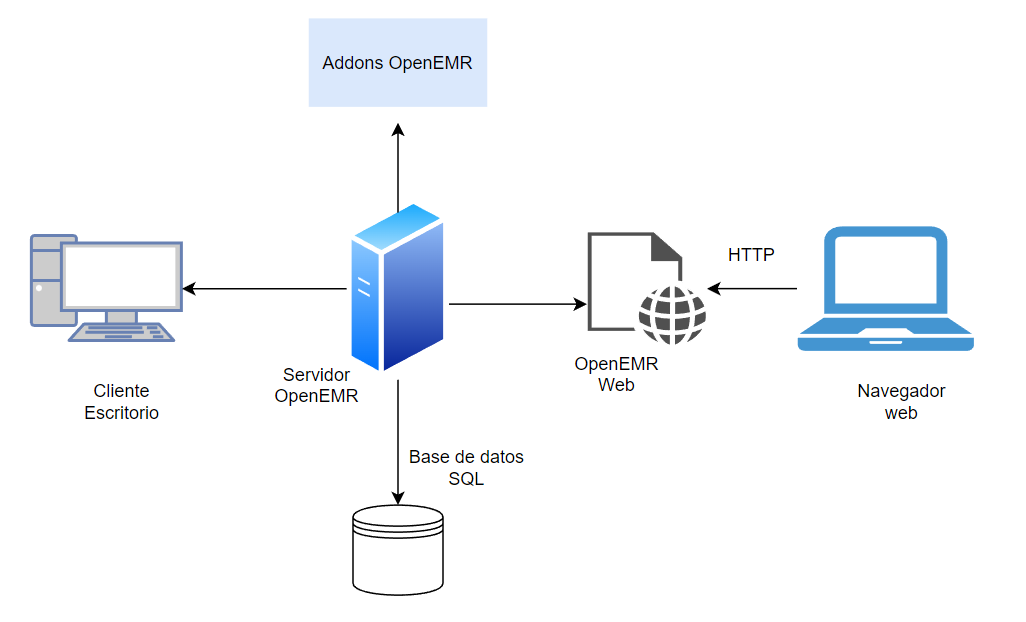 Addons OpenEMR
HTTP
OpenEMR
Web
Servidor
OpenEMR
Cliente
Escritorio
Navegador
web
Base de datos
SQL